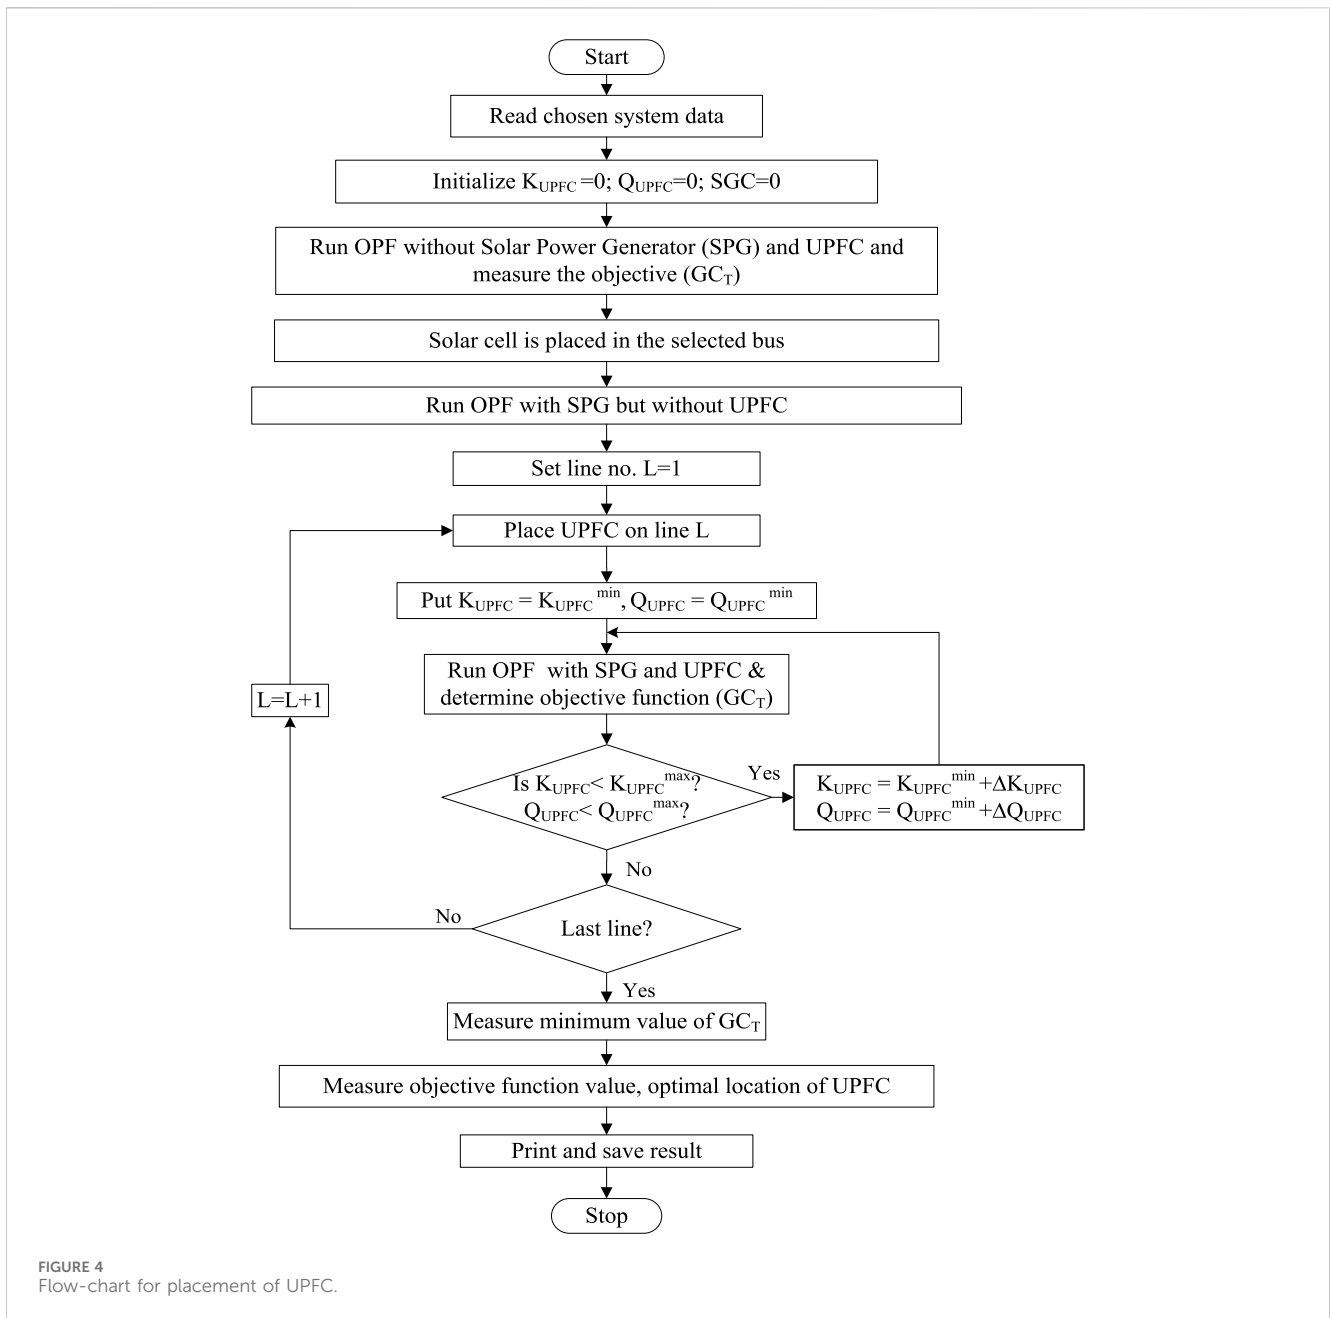 Start
Read chosen system data
Initialize K_UPFC =0; Q_UPFC=0; SGC=0
Run OPF without Solar Power Generator (SPG) and UPFC and
measure the objective (GC_T)
Solar cell is placed in the selected bus
Run OPF with SPG but without UPFC
Set line no. L=1
Place UPFC on line L
Put K_UPFC = K_UPFC^min, Q_UPFC = Q_UPFC^min
Run OPF with SPG and UPFC &
determine objective function (GC_T)
L=L+1
Is K_UPFC< K_UPFC^max?
Q_UPFC< Q_UPFC^max?
Yes
K_UPFC = K_UPFC^min+ΔK_UPFC
Q_UPFC = Q_UPFC^min+ΔQ_UPFC
No
Last line?
No
Yes
Measure minimum value of GC_T
Measure objective function value, optimal location of UPFC
Print and save result
Stop
FIGURE 4
Flow-chart for placement of UPFC.